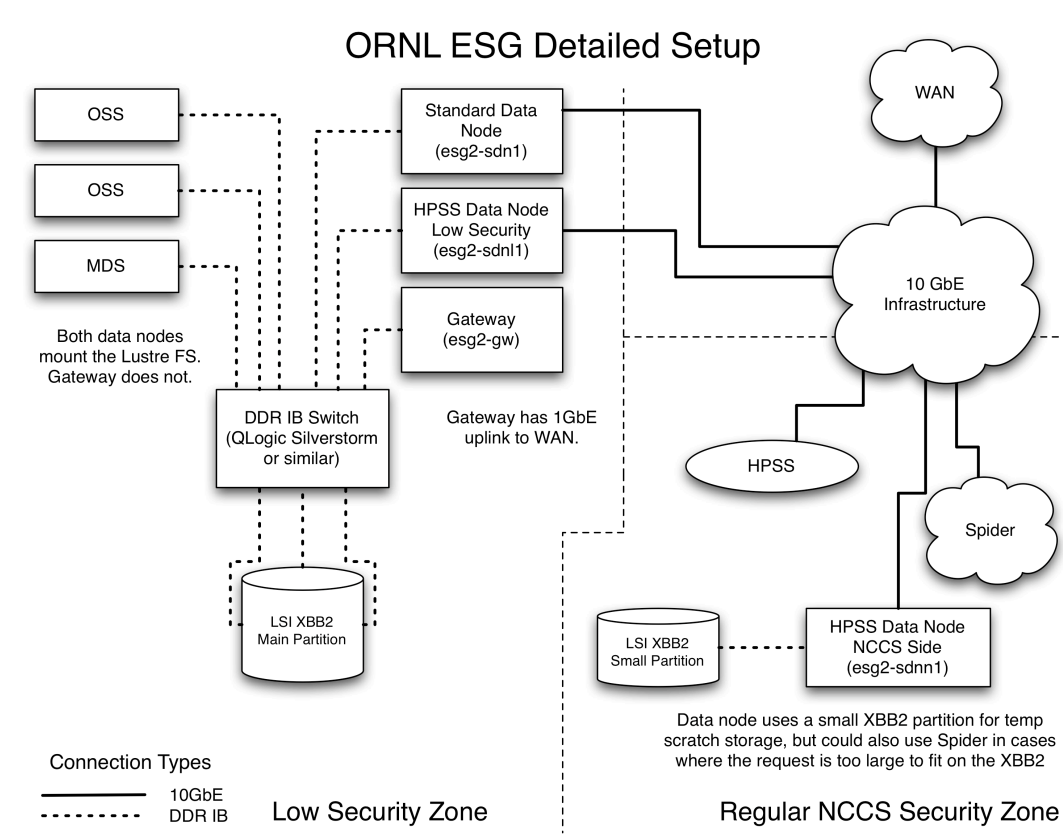 ORNL ESG Detailed Setup
OSS
OSS
MDS
Both data nodes
mount the Lustre FS.
Gateway does not.
Standard Data
Node
(esg2-sdn1)
HPSS Data Node
Low Security
(esg2-sdnl1)
Gateway
(esg2-gw)
DDR IB Switch
(QLogic Silverstorm
or similar)
Gateway has 1GbE
uplink to WAN.
LSI XBB2
Main Partition
WAN
10 GbE
Infrastructure
HPSS
Spider
LSI XBB2
Small Partition
HPSS Data Node
NCCS Side
(esg2-sdnn1)
Data node uses a small XBB2 partition for temp
scratch storage, but could also use Spider in cases
where the request is too large to fit on the XBB2
Connection Types
10GbE
DDR IB
Low Security Zone
Regular NCCS Security Zone